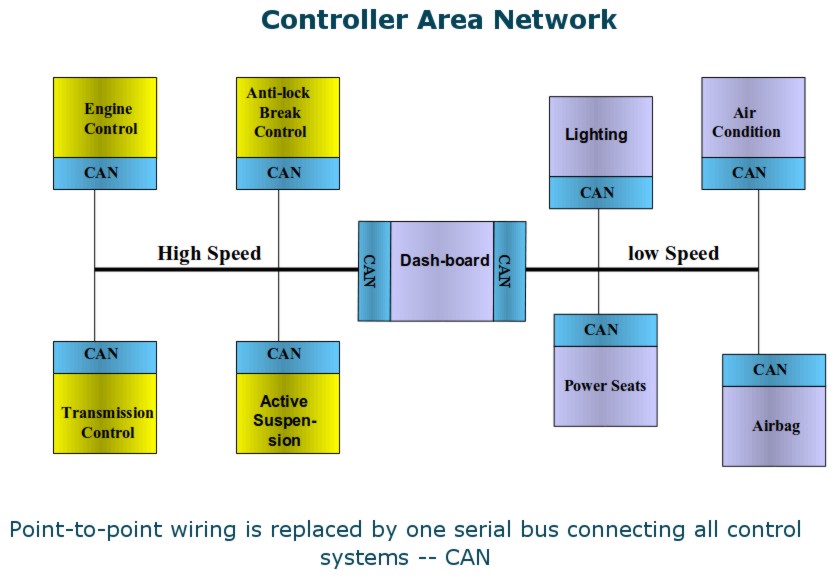 Controller Area Network
Engine
Control
CAN
Anti-lock
Break
Control
CAN
Lighting
CAN
Air
Condition
CAN
High Speed
CAN
Dash-board
CAN
low Speed
CAN
Transmission
Control
CAN
Active
Suspen-
sion
CAN
Power Seats
CAN
Airbag
Point-to-point wiring is replaced by one serial bus connecting all control
systems -- CAN